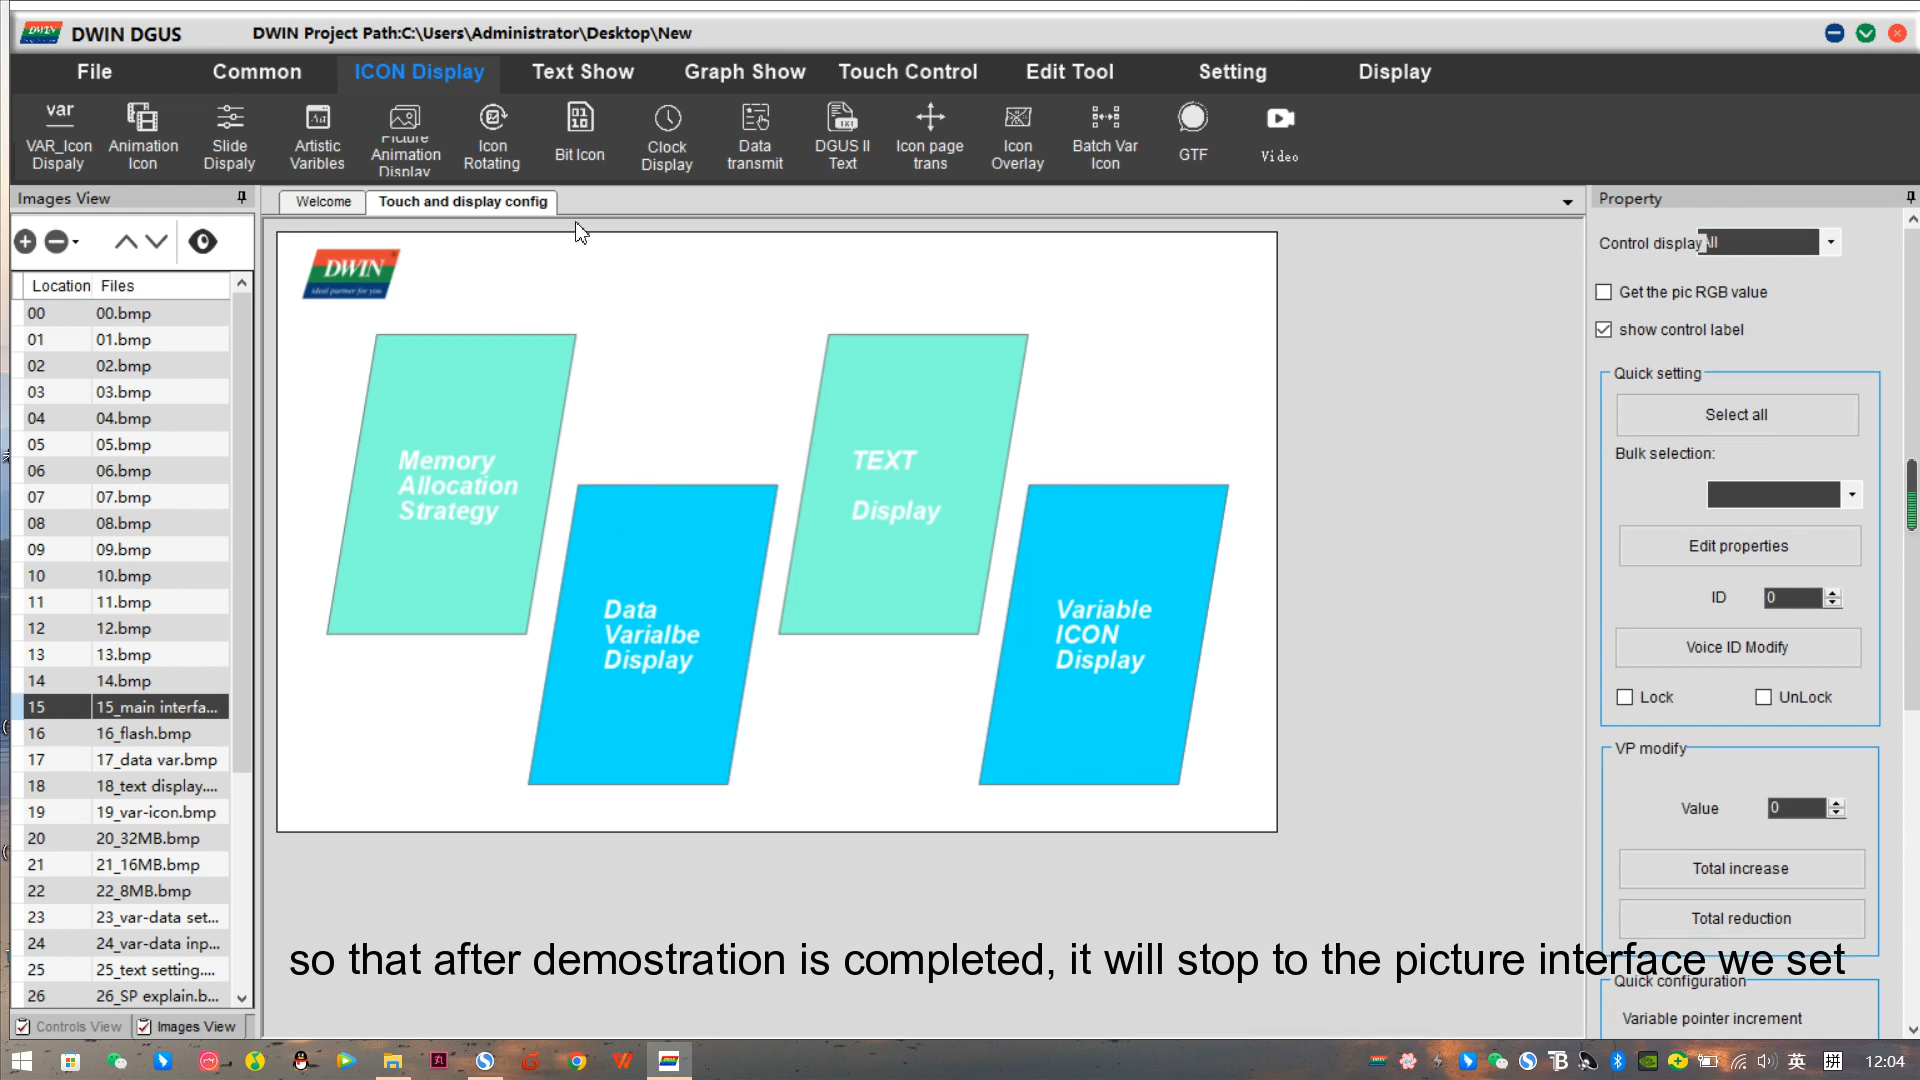 DWIN DGUS
DWIN Project Path:C:\Users\Administrator\Desktop\New
File Common ICON Display Text Show Graph Show Touch Control Edit Tool Setting Display
VAR_Icon Dispaly
Animation Icon
Slide Dispaly
Artistic Varibles
Picture Animation Display
Icon Rotating
Bit Icon
Clock Display
Data transmit
DGUS II Text
Icon page trans
Icon Overlay
Batch Var Icon
GTF
Video
Images View
Welcome
Touch and display config
Property
Location Files
00 00.bmp
01 01.bmp
02 02.bmp
03 03.bmp
04 04.bmp
05 05.bmp
06 06.bmp
07 07.bmp
08 08.bmp
09 09.bmp
10 10.bmp
11 11.bmp
12 12.bmp
13 13.bmp
14 14.bmp
15 15_main interfa...
16 16_flash.bmp
17 17_data var.bmp
18 18_text display....
19 19_var-icon.bmp
20 20_32MB.bmp
21 21_16MB.bmp
22 22_8MB.bmp
23 23_var-data set...
24 24_var-data inp...
25 25_text setting....
26 26_SP explain.b...
Controls View
Images View
DWIN
ideal partner for you
Memory
Allocation
Strategy
Data
Varialbe
Display
TEXT
Display
Variable
ICON
Display
Control display
Get the pic RGB value
show control label
Quick setting
Select all
Bulk selection:
Edit properties
ID 0
Voice ID Modify
Lock UnLock
VP modify
Value 0
Total increase
Total reduction
Quick configuration
Variable pointer increment
so that after demostration is completed, it will stop to the picture interface we set
英 拼 12:04